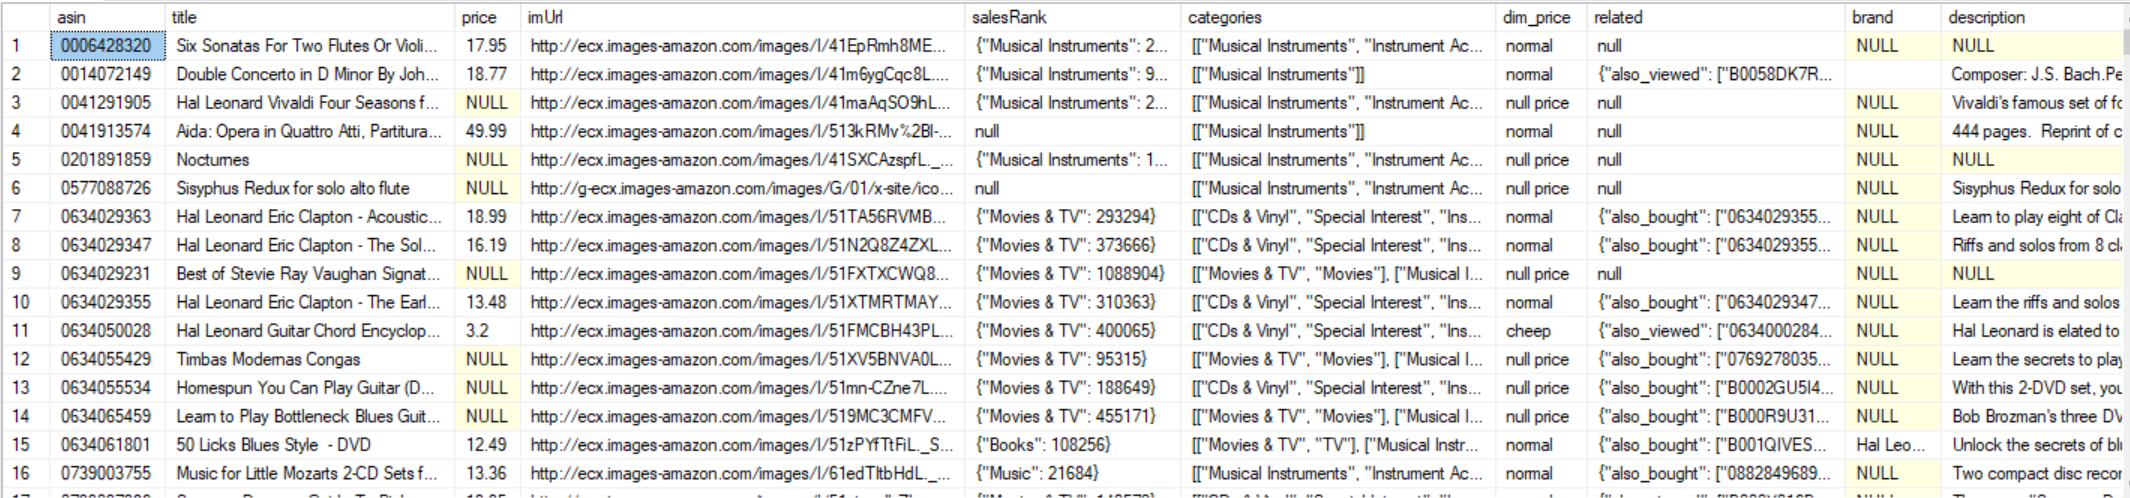 asin title price imUrl salesRank categories dim_price related brand description
1 0006428320 Six Sonatas For Two Flutes Or Violi... 17.95 http://ecx.images-amazon.com/images/I/41EpRmh8ME... {"Musical Instruments": 2... [["Musical Instruments", "Instrument Ac... normal null NULL NULL
2 0014072149 Double Concerto in D Minor By Joh... 18.77 http://ecx.images-amazon.com/images/I/41m6ygCqc8L.... {"Musical Instruments": 9... [["Musical Instruments"]] normal {"also_viewed": ["B0058DK7R... Composer: J.S. Bach.Pe
3 0041291905 Hal Leonard Vivaldi Four Seasons f... NULL http://ecx.images-amazon.com/images/I/41maAqSO9hL... {"Musical Instruments": 2... [["Musical Instruments", "Instrument Ac... null price null NULL Vivaldi's famous set of fo
4 0041913574 Aida: Opera in Quattro Atti, Partitura... 49.99 http://ecx.images-amazon.com/images/I/513kRMv%2BI-... null [["Musical Instruments"]] normal null NULL 444 pages. Reprint of c
5 0201891859 Nocturnes NULL http://ecx.images-amazon.com/images/I/41SXCAzspfL._... {"Musical Instruments": 1... [["Musical Instruments", "Instrument Ac... null price null NULL NULL
6 0577088726 Sisyphus Redux for solo alto flute NULL http://g-ecx.images-amazon.com/images/G/01/x-site/ico... null [["Musical Instruments", "Instrument Ac... null price null NULL Sisyphus Redux for solo
7 0634029363 Hal Leonard Eric Clapton - Acoustic... 18.99 http://ecx.images-amazon.com/images/I/51TA56RVMB... {"Movies & TV": 293294} [["CDs & Vinyl", "Special Interest", "Ins... normal {"also_bought": ["0634029355... NULL Learn to play eight of Cla
8 0634029347 Hal Leonard Eric Clapton - The Sol... 16.19 http://ecx.images-amazon.com/images/I/51N2Q8Z4ZXL... {"Movies & TV": 373666} [["CDs & Vinyl", "Special Interest", "Ins... normal {"also_bought": ["0634029355... NULL Riffs and solos from 8 cla
9 0634029231 Best of Stevie Ray Vaughan Signat... NULL http://ecx.images-amazon.com/images/I/51FXTXCWQ8... {"Movies & TV": 1088904} [["Movies & TV", "Movies"], ["Musical I... null price null NULL NULL
10 0634029355 Hal Leonard Eric Clapton - The Earl... 13.48 http://ecx.images-amazon.com/images/I/51XTMRTMAY... {"Movies & TV": 310363} [["CDs & Vinyl", "Special Interest", "Ins... normal {"also_bought": ["0634029347... NULL Learn the riffs and solos
11 0634050028 Hal Leonard Guitar Chord Encyclop... 3.2 http://ecx.images-amazon.com/images/I/51FMCBH43PL... {"Movies & TV": 400065} [["CDs & Vinyl", "Special Interest", "Ins... cheep {"also_viewed": ["0634000284... NULL Hal Leonard is elated to
12 0634055429 Timbas Modernas Congas NULL http://ecx.images-amazon.com/images/I/51XV5BNVA0L... {"Movies & TV": 95315} [["Movies & TV", "Movies"], ["Musical I... null price {"also_bought": ["0769278035... NULL Learn the secrets to play
13 0634055534 Homespun You Can Play Guitar (D... NULL http://ecx.images-amazon.com/images/I/51mn-CZne7L.... {"Movies & TV": 188649} [["CDs & Vinyl", "Special Interest", "Ins... null price {"also_bought": ["B0002GU5I4... NULL With this 2-DVD set, you
14 0634065459 Learn to Play Bottleneck Blues Guit... NULL http://ecx.images-amazon.com/images/I/519MC3CMFV... {"Movies & TV": 455171} [["Movies & TV", "Movies"], ["Musical I... null price {"also_bought": ["B000R9U31... NULL Bob Brozman's three DV
15 0634061801 50 Licks Blues Style - DVD 12.49 http://ecx.images-amazon.com/images/I/51zPYfTtFiL._S... {"Books": 108256} [["Movies & TV", "TV"], ["Musical Instr... normal {"also_bought": ["B001QIVES... Hal Leo... Unlock the secrets of blu
16 0739003755 Music for Little Mozarts 2-CD Sets f... 13.36 http://ecx.images-amazon.com/images/I/61edTItbHdL._... {"Music": 21684} [["Musical Instruments", "Instrument Ac... normal {"also_bought": ["0882849689... NULL Two compact disc recor